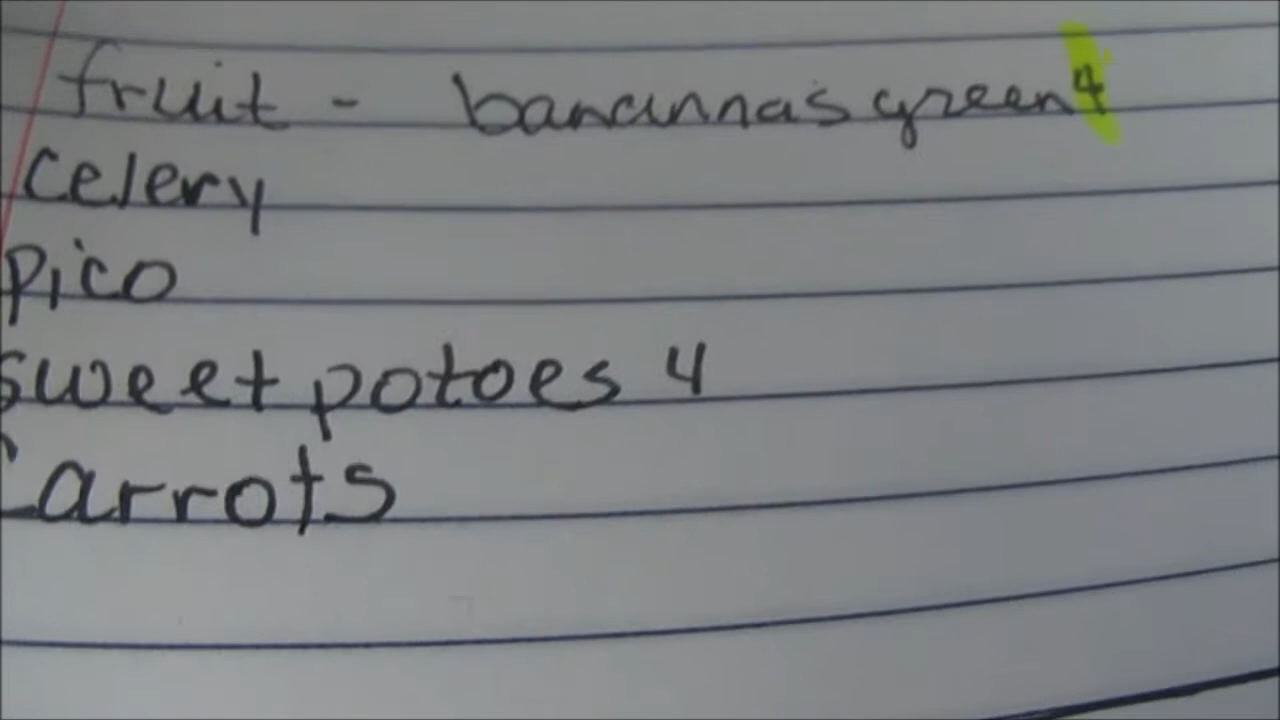 fruit - banannas green 4
celery
pico
sweet potoes 4
Carrots